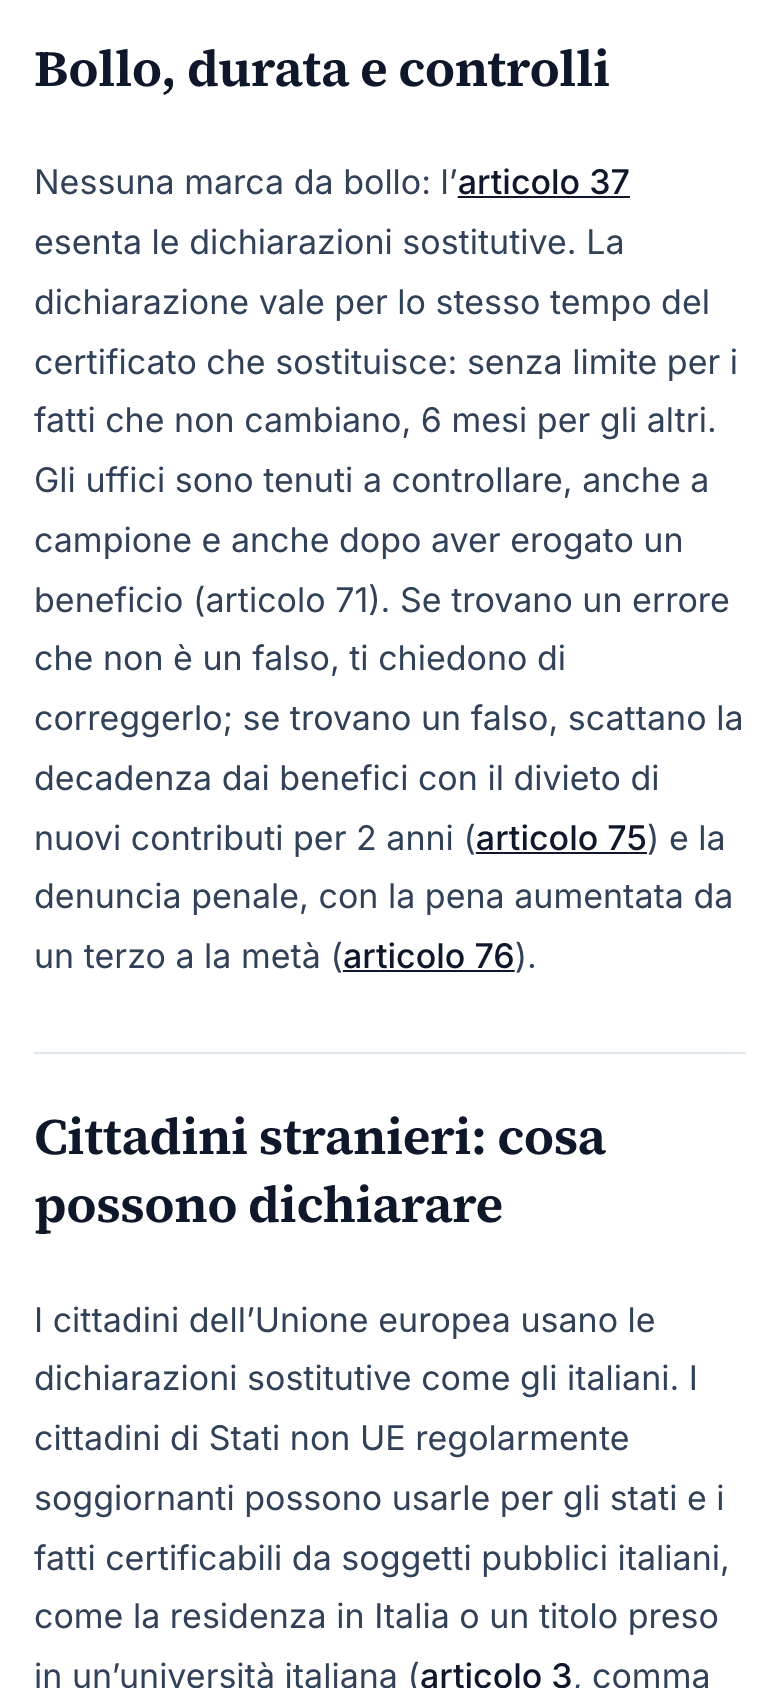 Bollo, durata e controlli
Nessuna marca da bollo: l’articolo 37
esenta le dichiarazioni sostitutive. La
dichiarazione vale per lo stesso tempo del
certificato che sostituisce: senza limite per i
fatti che non cambiano, 6 mesi per gli altri.
Gli uffici sono tenuti a controllare, anche a
campione e anche dopo aver erogato un
beneficio (articolo 71). Se trovano un errore
che non è un falso, ti chiedono di
correggerlo; se trovano un falso, scattano la
decadenza dai benefici con il divieto di
nuovi contributi per 2 anni (articolo 75) e la
denuncia penale, con la pena aumentata da
un terzo a la metà (articolo 76).
Cittadini stranieri: cosa
possono dichiarare
I cittadini dell’Unione europea usano le
dichiarazioni sostitutive come gli italiani. I
cittadini di Stati non UE regolarmente
soggiornanti possono usarle per gli stati e i
fatti certificabili da soggetti pubblici italiani,
come la residenza in Italia o un titolo preso
in un’università italiana (articolo 3, comma